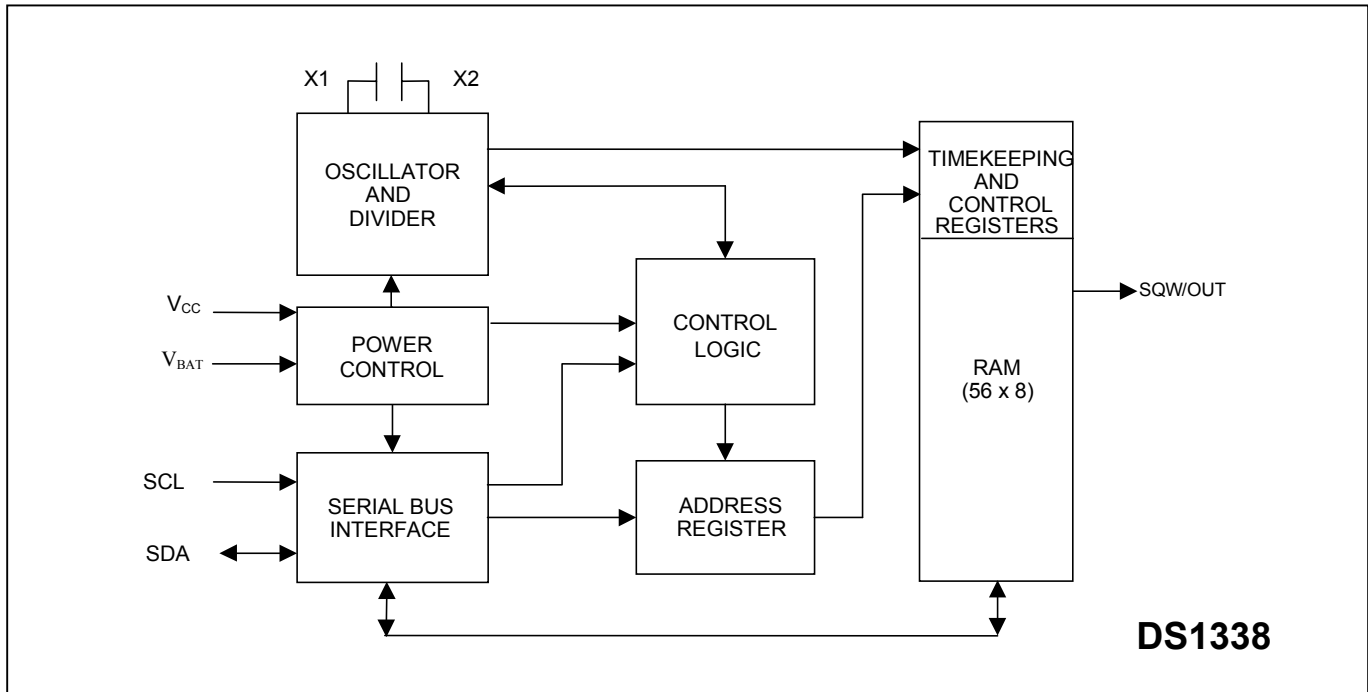 X1
X2
OSCILLATOR
AND
DIVIDER
TIMEKEEPING
AND
CONTROL
REGISTERS
VCC
VBAT
POWER
CONTROL
CONTROL
LOGIC
SQW/OUT
RAM
(56 x 8)
SCL
SDA
SERIAL BUS
INTERFACE
ADDRESS
REGISTER
DS1338